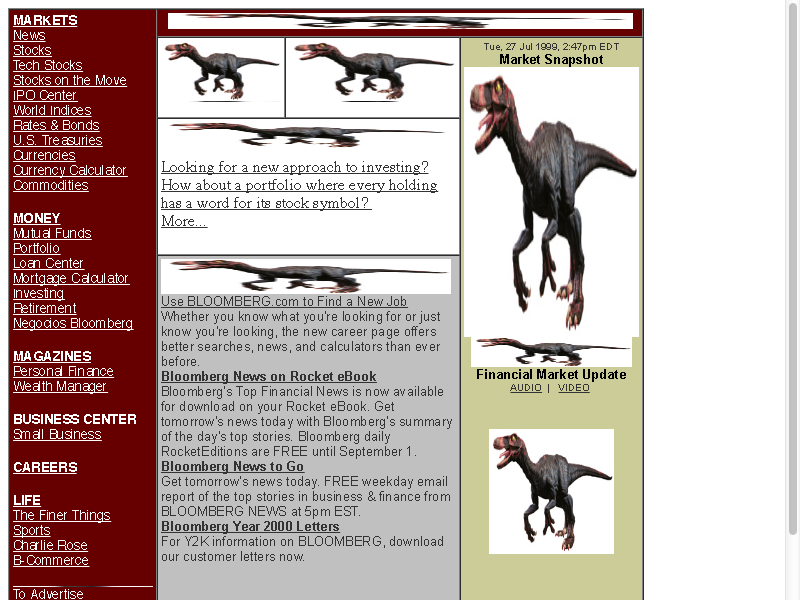 MARKETS
News
Stocks
Tech Stocks
Stocks on the Move
IPO Center
World Indices
Rates & Bonds
U.S. Treasuries
Currencies
Currency Calculator
Commodities
MONEY
Mutual Funds
Portfolio
Loan Center
Mortgage Calculator
Investing
Retirement
Negocios Bloomberg
MAGAZINES
Personal Finance
Wealth Manager
BUSINESS CENTER
Small Business
CAREERS
LIFE
The Finer Things
Sports
Charlie Rose
B-Commerce
To Advertise
Looking for a new approach to investing?
How about a portfolio where every holding
has a word for its stock symbol?
More...
Use BLOOMBERG.com to Find a New Job
Whether you know what you're looking for or just
know you're looking, the new career page offers
better searches, news, and calculators than ever
before.
Bloomberg News on Rocket eBook
Bloomberg's Top Financial News is now available
for download on your Rocket eBook. Get
tomorrow's news today with Bloomberg's summary
of the day's top stories. Bloomberg daily
RocketEditions are FREE until September 1.
Bloomberg News to Go
Get tomorrow's news today. FREE weekday email
report of the top stories in business & finance from
BLOOMBERG NEWS at 5pm EST.
Bloomberg Year 2000 Letters
For Y2K information on BLOOMBERG, download
our customer letters now.
Tue, 27 Jul 1999, 2:47pm EDT
Market Snapshot
Financial Market Update
AUDIO | VIDEO